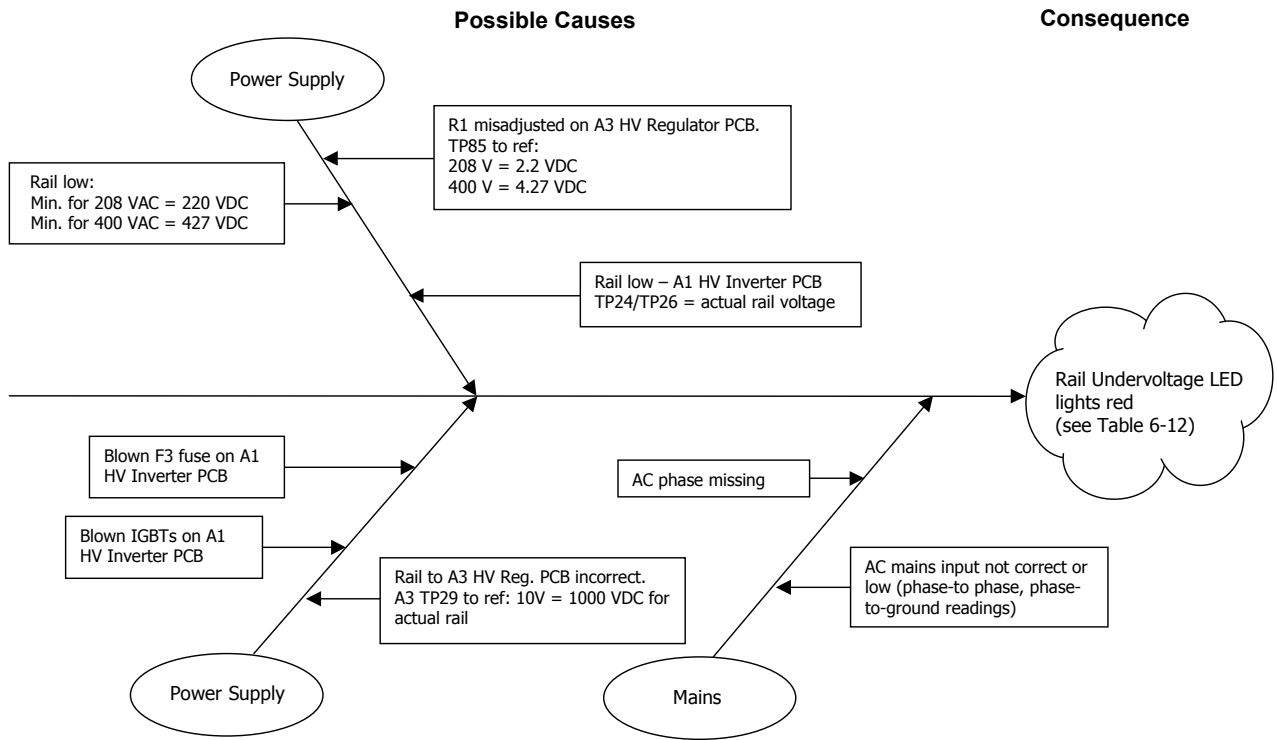 Possible Causes
Consequence
Power Supply
R1 misadjusted on A3 HV Regulator PCB.
TP85 to ref:
208 V = 2.2 VDC
400 V = 4.27 VDC
Rail low:
Min. for 208 VAC = 220 VDC
Min. for 400 VAC = 427 VDC
Rail low – A1 HV Inverter PCB
TP24/TP26 = actual rail voltage
Rail Undervoltage LED
lights red
(see Table 6-12)
Blown F3 fuse on A1
HV Inverter PCB
AC phase missing
Blown IGBTs on A1
HV Inverter PCB
Rail to A3 HV Reg. PCB incorrect.
A3 TP29 to ref: 10V = 1000 VDC for
actual rail
AC mains input not correct or
low (phase-to phase, phase-
to-ground readings)
Power Supply
Mains